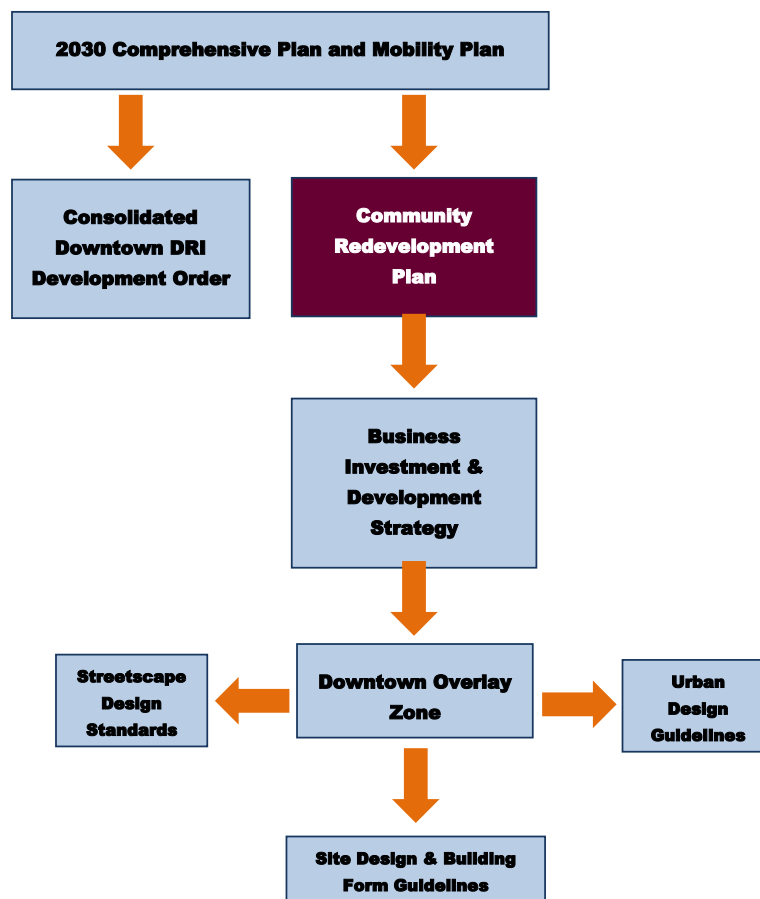 2030 Comprehensive Plan and Mobility Plan
Consolidated
Downtown DRI
Development Order
Community
Redevelopment
Plan
Business
Investment &
Development
Strategy
Streetscape
Design
Standards
Downtown Overlay
Zone
Urban
Design
Guidelines
Site Design & Building
Form Guidelines